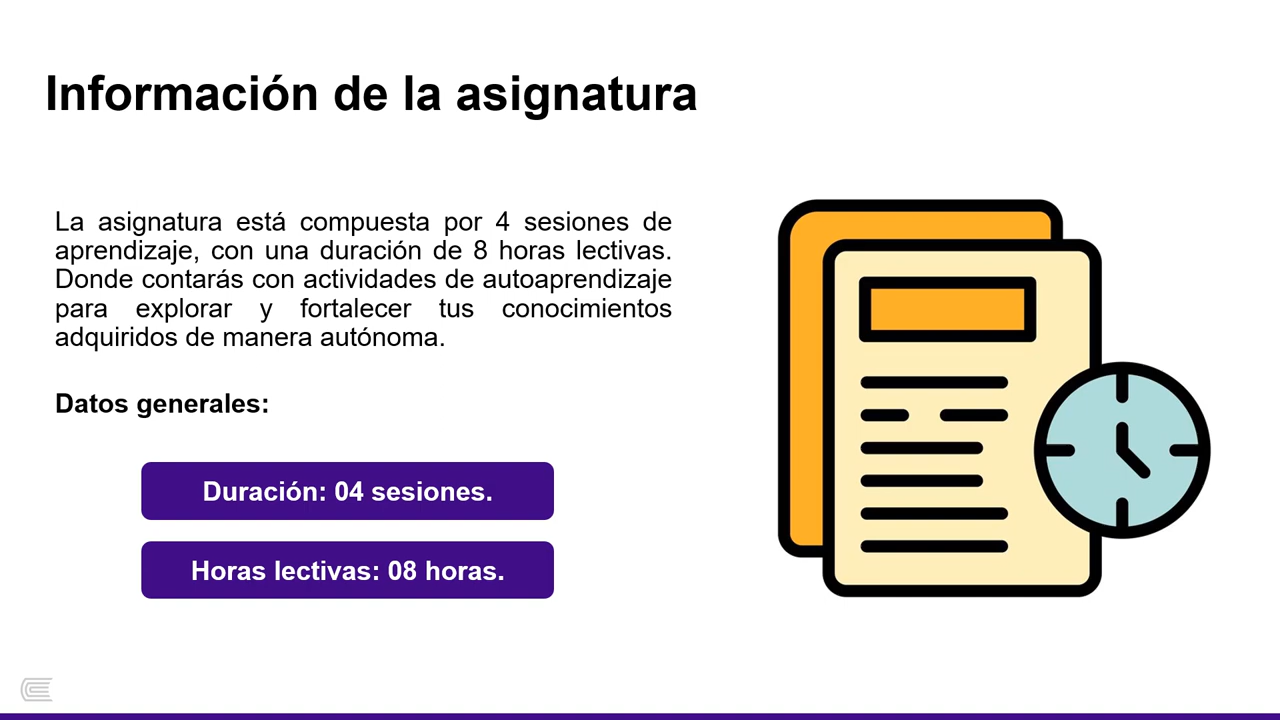 Información de la asignatura
La asignatura está compuesta por 4 sesiones de
aprendizaje, con una duración de 8 horas lectivas.
Donde contarás con actividades de autoaprendizaje
para explorar y fortalecer tus conocimientos
adquiridos de manera autónoma.
Datos generales:
Duración: 04 sesiones.
Horas lectivas: 08 horas.